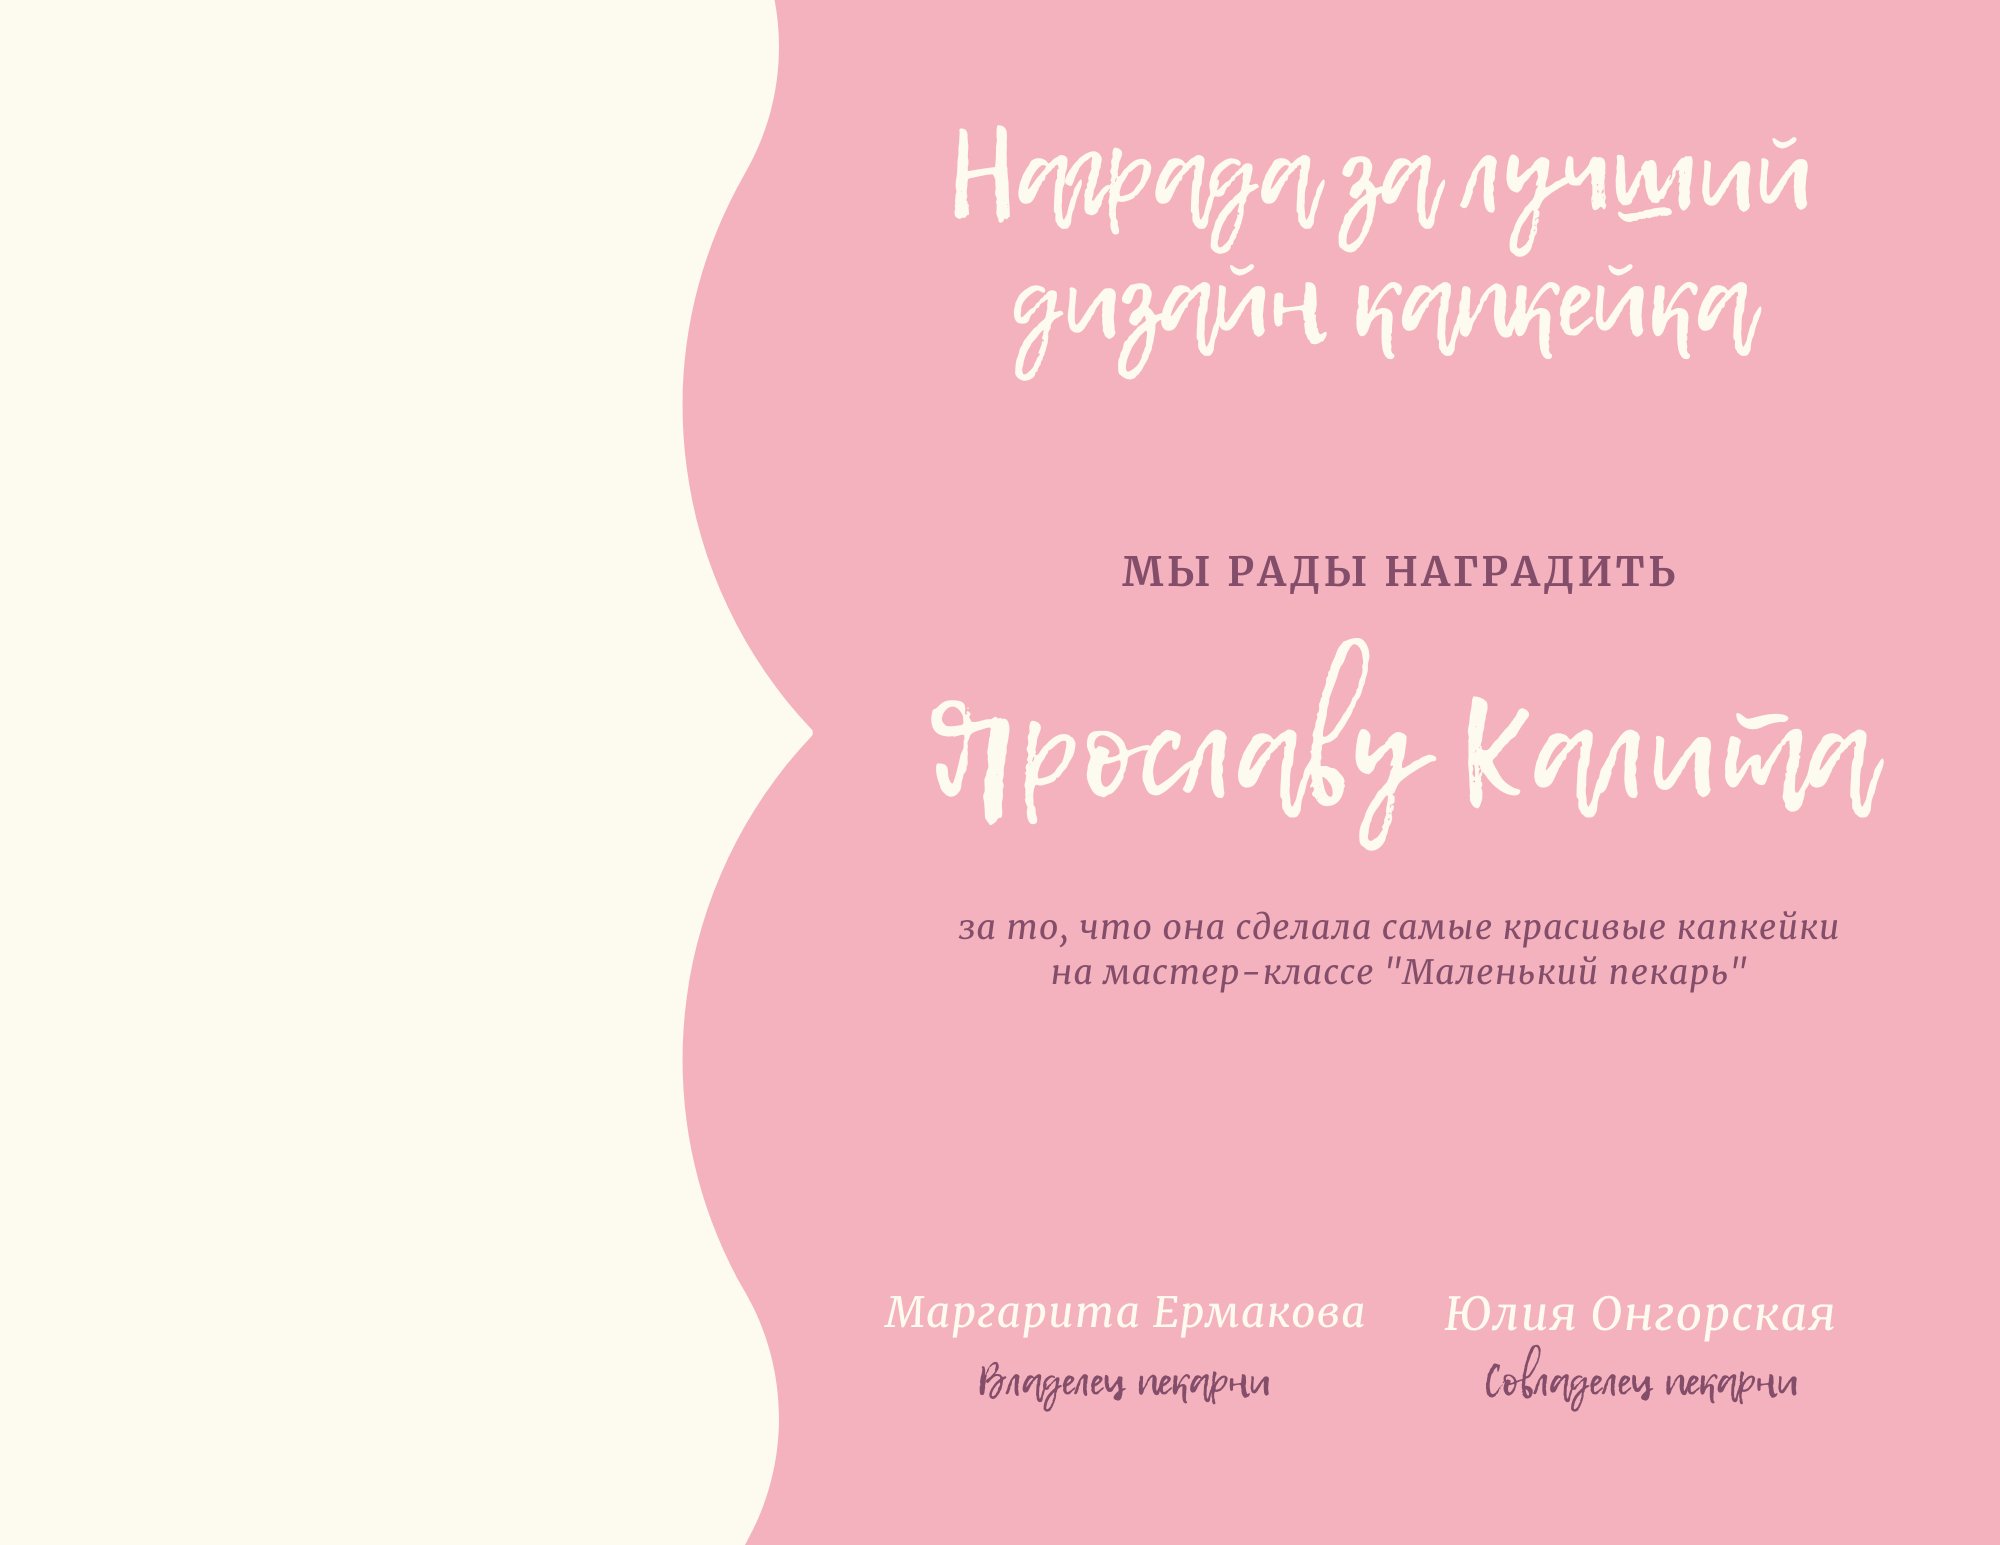 Награда за лучший
дизайн капкейка
МЫ РАДЫ НАГРАДИТЬ
Ярославу Калита
за то, что она сделала самые красивые капкейки
на мастер-классе "Маленький пекарь"
Маргарита Ермакова
Владелец пекарни
Юлия Онгорская
Совладелец пекарни